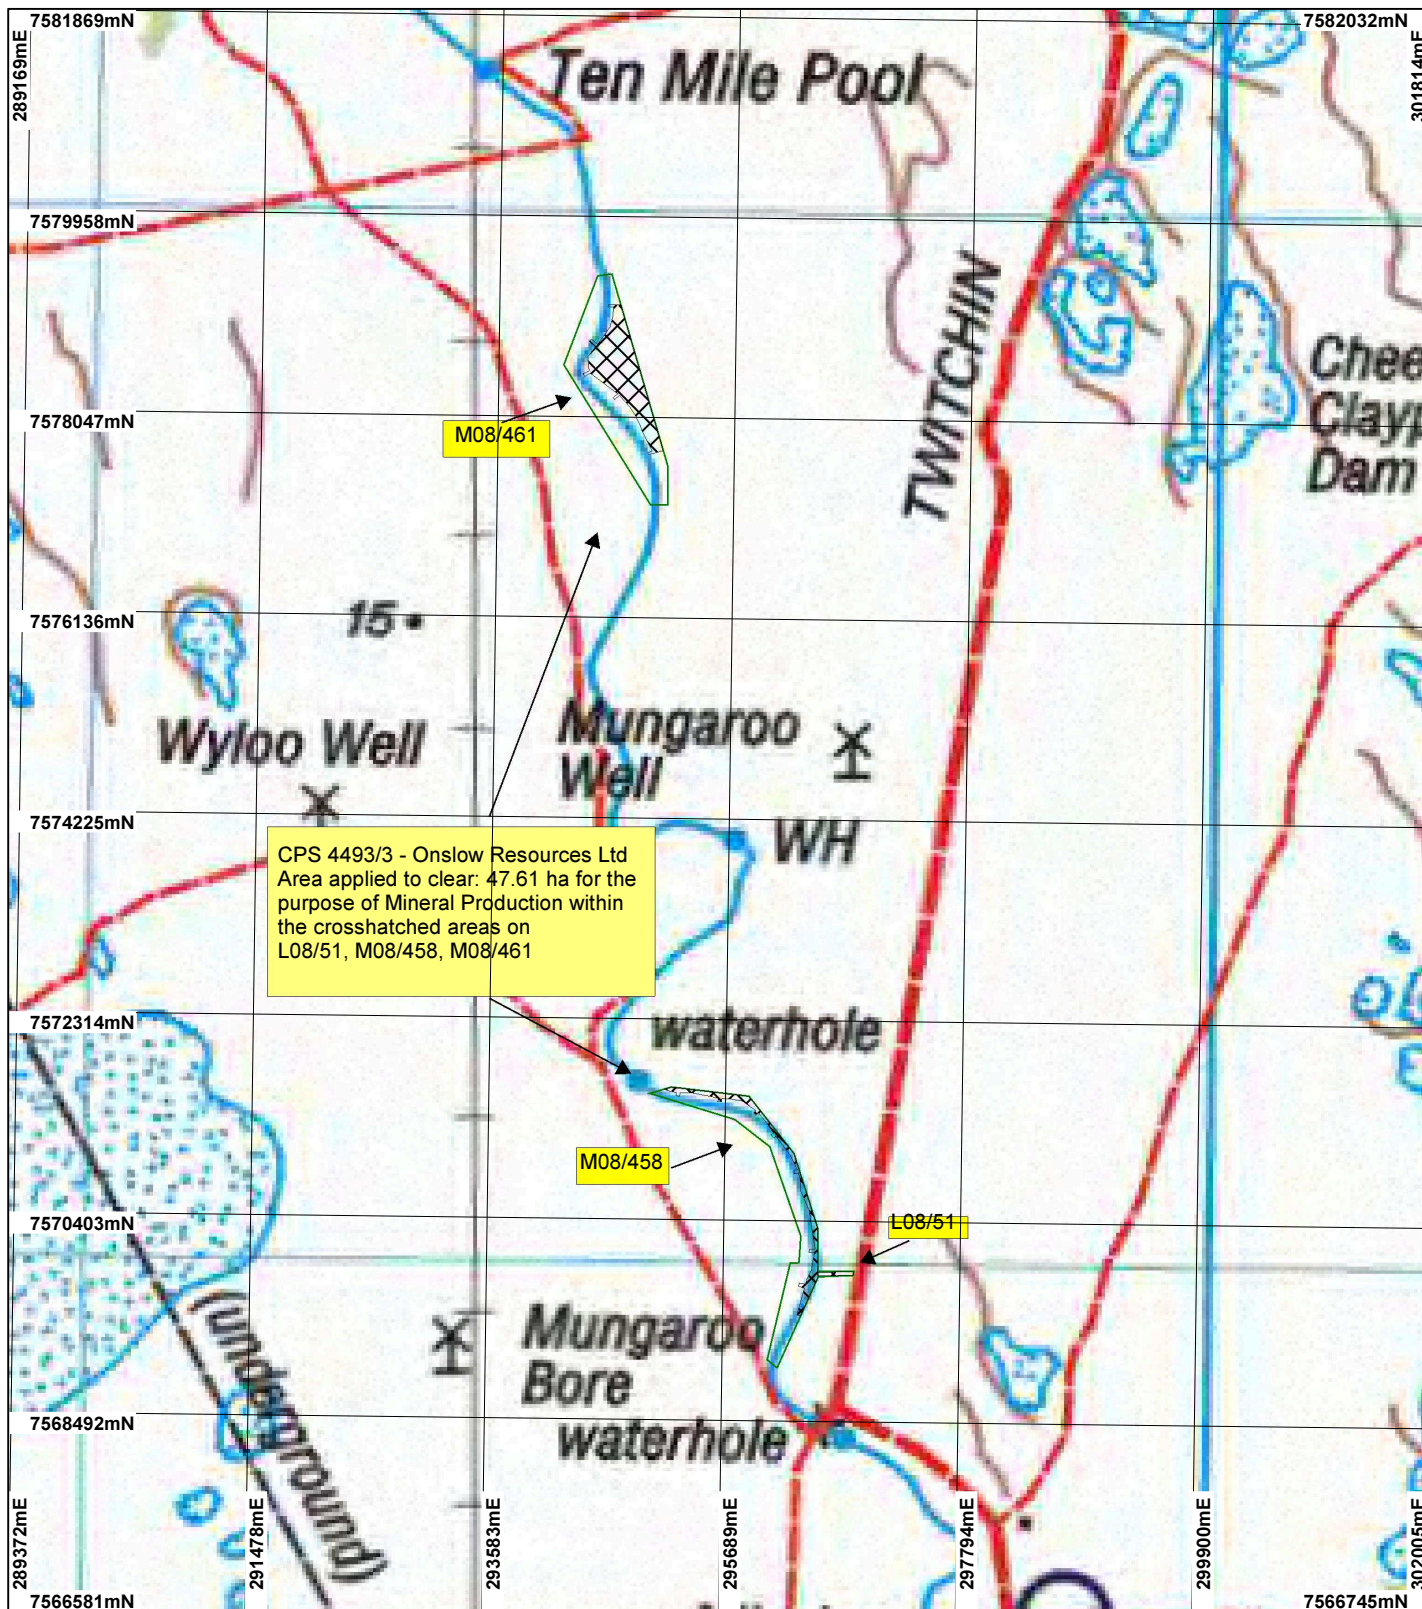 7581869mN
7582032mN
289169mE
301814mE
Ten Mile Pool
7579958mN
TWITCHIN
Chee
Clayp
Dam
7578047mN
M08/461
7576136mN
15
Wyloo Well
Mungaroo
Well
7574225mN
WH
CPS 4493/3 - Onslow Resources Ltd
Area applied to clear: 47.61 ha for the
purpose of Mineral Production within
the crosshatched areas on
L08/51, M08/458, M08/461
7572314mN
waterhole
M08/458
7570403mN
L08/51
(underground)
Mungaroo
Bore
waterhole
7568492mN
289372mE
291478mE
293583mE
295689mE
297794mE
299900mE
302005mE
7566581mN
7566745mN